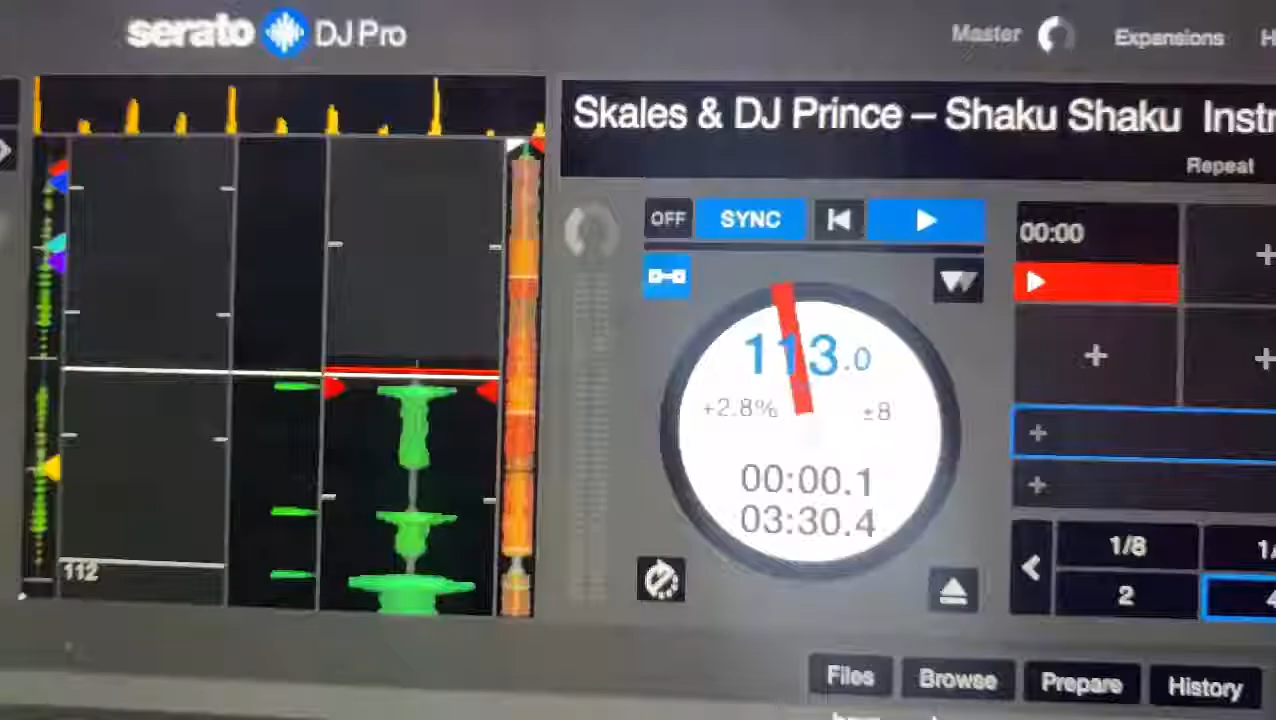 serato DJ Pro
Master
Expansions
Skales & DJ Prince – Shaku Shaku Instr
Repeat
OFF
SYNC
00:00
113.0
+2.8%
±8
00:00.1
03:30.4
112
1/8
2
Files
Browse
Prepare
History